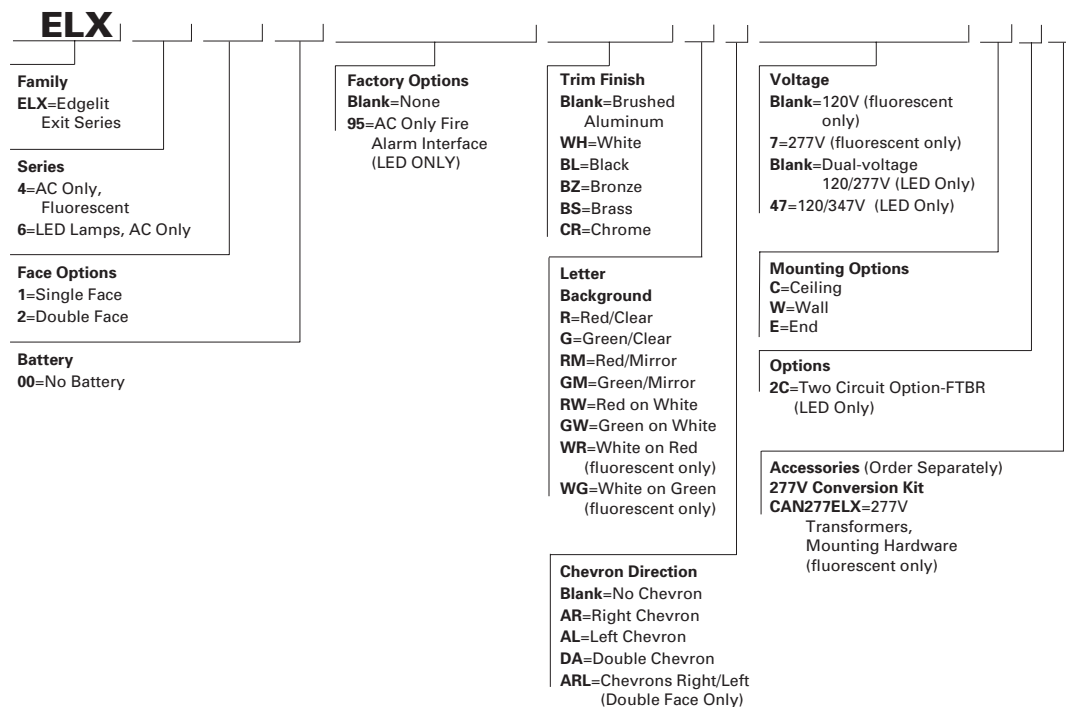 ELX
Family
ELX=Edgelit
Exit Series
Series
4=AC Only,
Fluorescent
6=LED Lamps, AC Only
Face Options
1=Single Face
2=Double Face
Battery
00=No Battery
Factory Options
Blank=None
95=AC Only Fire
Alarm Interface
(LED ONLY)
Trim Finish
Blank=Brushed
Aluminum
WH=White
BL=Black
BZ=Bronze
BS=Brass
CR=Chrome
Letter
Background
R=Red/Clear
G=Green/Clear
RM=Red/Mirror
GM=Green/Mirror
RW=Red on White
GW=Green on White
WR=White on Red
(fluorescent only)
WG=White on Green
(fluorescent only)
Chevron Direction
Blank=No Chevron
AR=Right Chevron
AL=Left Chevron
DA=Double Chevron
ARL=Chevrons Right/Left
(Double Face Only)
Voltage
Blank=120V (fluorescent
only)
7=277V (fluorescent only)
Blank=Dual-voltage
120/277V (LED Only)
47=120/347V (LED Only)
Mounting Options
C=Ceiling
W=Wall
E=End
Options
2C=Two Circuit Option-FTBR
(LED Only)
Accessories (Order Separately)
277V Conversion Kit
CAN277ELX=277V
Transformers,
Mounting Hardware
(fluorescent only)